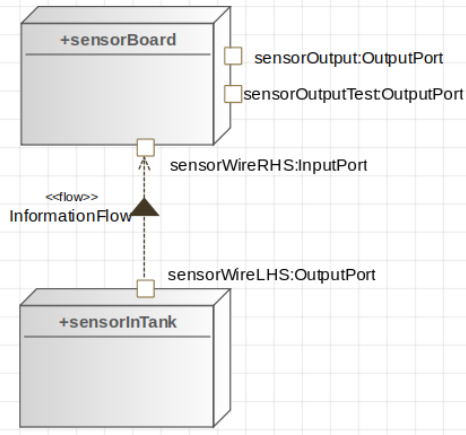 +sensorBoard
sensorOutput:OutputPort
sensorOutputTest:OutputPort
sensorWireRHS:InputPort
<<flow>>
InformationFlow
sensorWireLHS:OutputPort
+sensorInTank